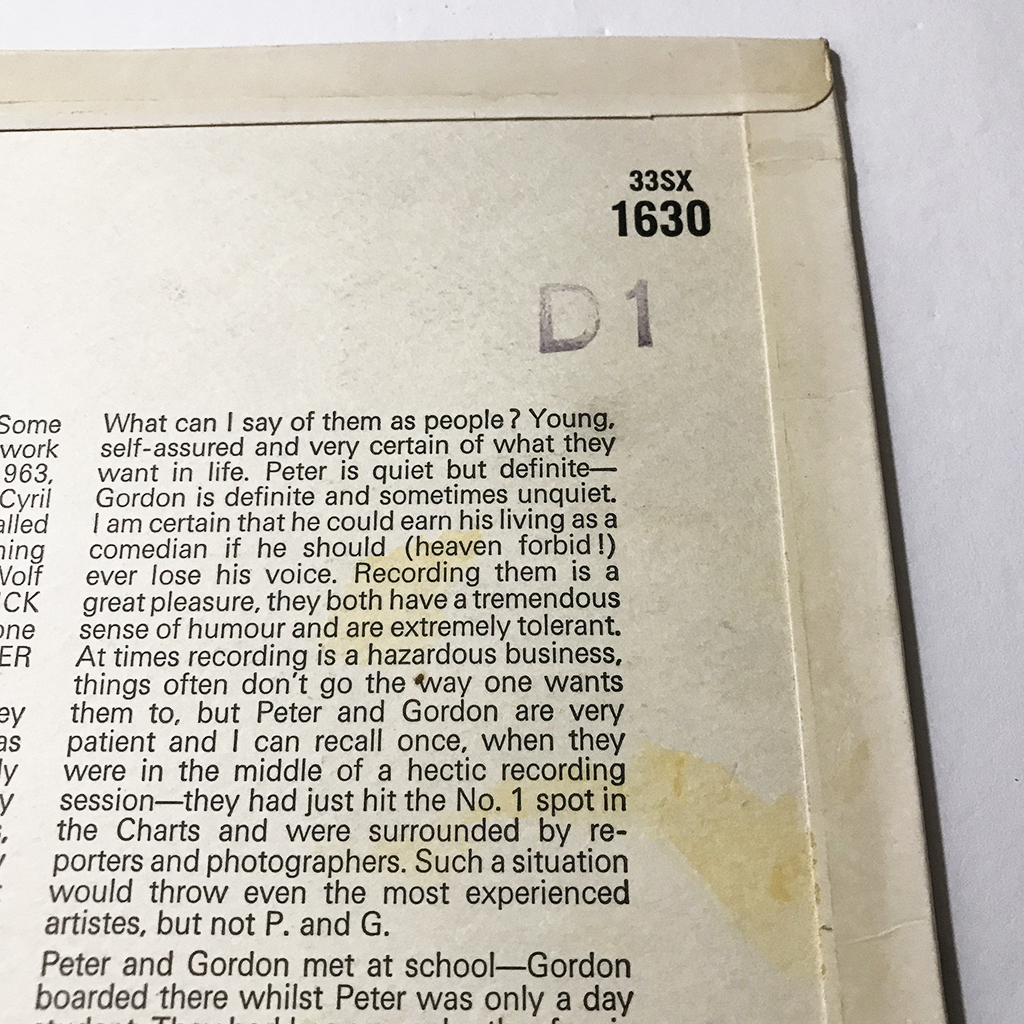 33SX
1630
D1
Some
work
963,
Cyril
What can I say of them as people? Young,
self-assured and very certain of what they
want in life. Peter is quiet but definite—
Gordon is definite and sometimes unquiet.
I am certain that he could earn his living as a
comedian if he should (heaven forbid!)
ever lose his voice. Recording them is a
great pleasure, they both have a tremendous
sense of humour and are extremely tolerant.
At times recording is a hazardous business,
things often don't go the way one wants
them to, but Peter and Gordon are very
patient and I can recall once, when they
were in the middle of a hectic recording
session—they had just hit the No. 1 spot in
the Charts and were surrounded by re-
porters and photographers. Such a situation
would throw even the most experienced
artistes, but not P. and G.
Peter and Gordon met at school—Gordon
boarded there whilst Peter was only a day